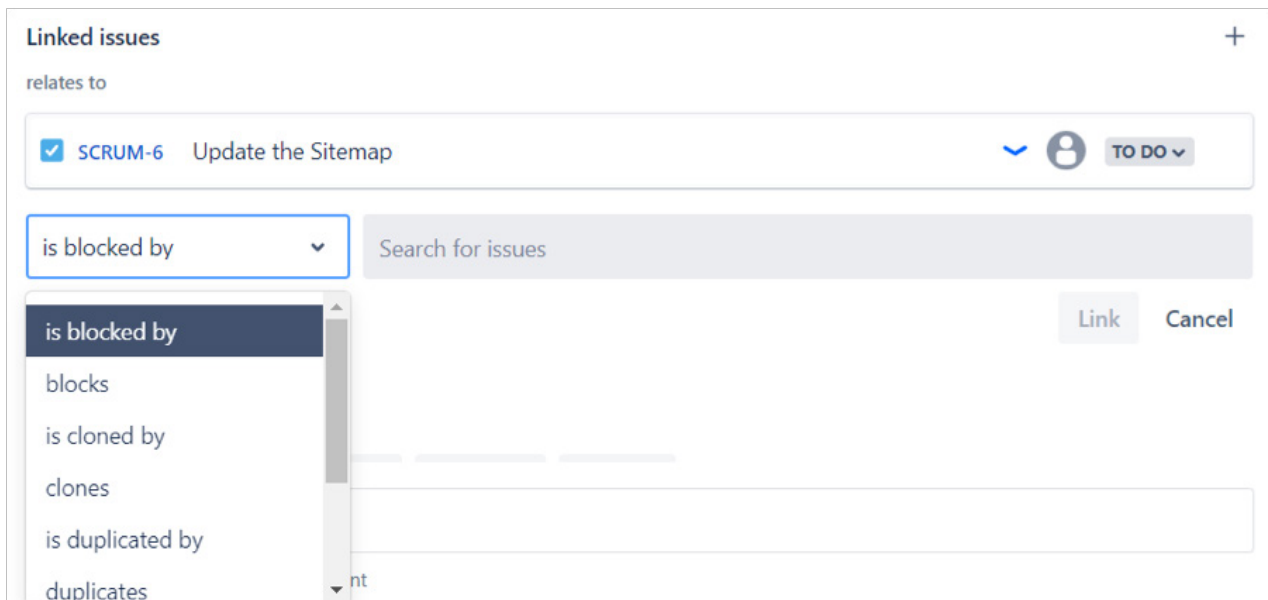 Linked issues
relates to
SCRUM-6 Update the Sitemap TO DO
is blocked by Search for issues
is blocked by
Link Cancel
blocks
is cloned by
clones
is duplicated by
duplicates